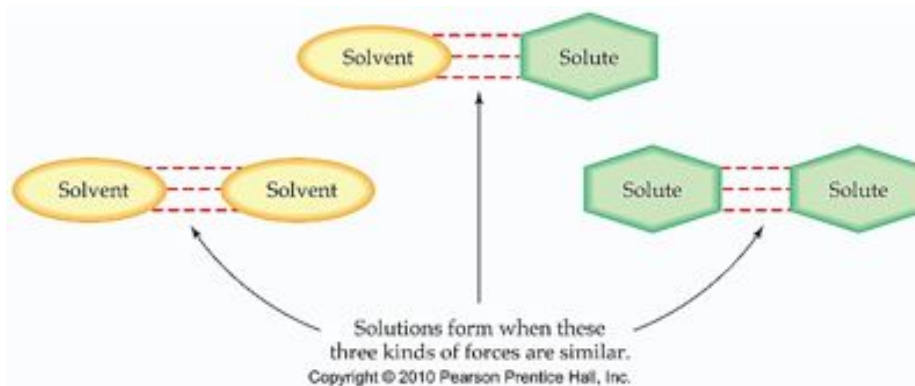 Solvent Solute
Solvent Solvent Solute Solute
Solutions form when these
three kinds of forces are similar.
Copyright © 2010 Pearson Prentice Hall, Inc.